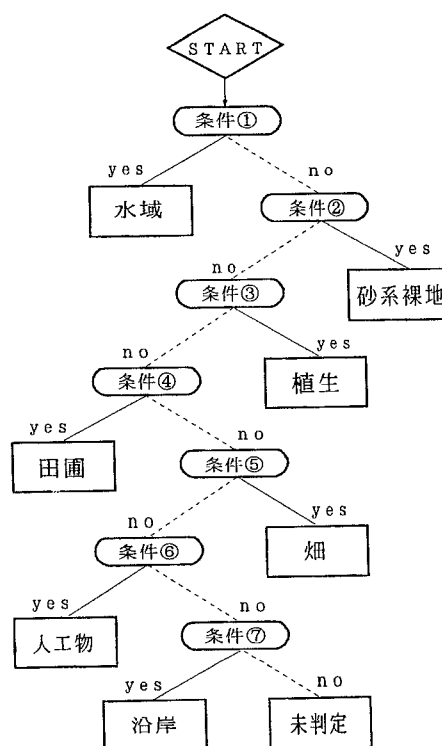 START
条件①
yes
no
水域
条件②
no
yes
条件③
砂系裸地
no
yes
条件④
植生
yes
no
田圃
条件⑤
no
yes
条件⑥
畑
yes
no
人工物
条件⑦
yes
no
沿岸
未判定